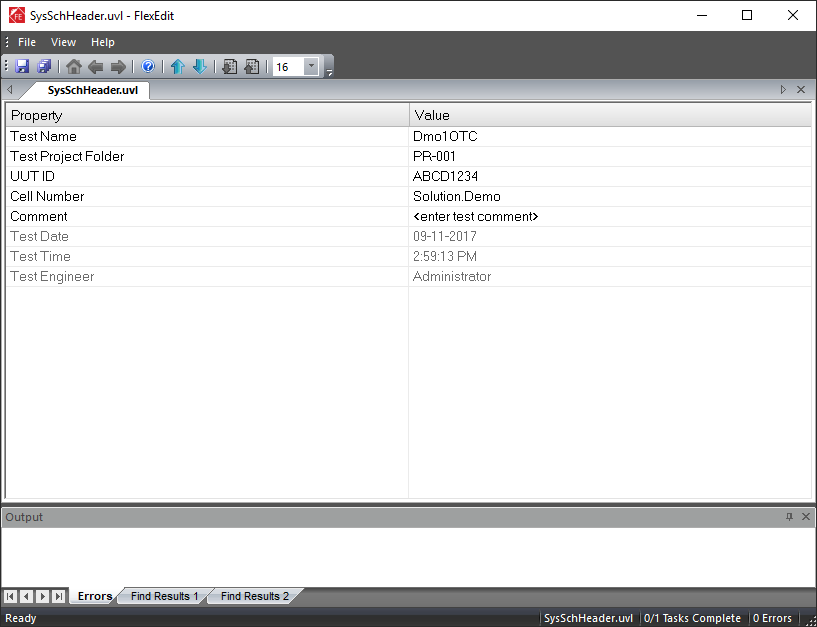 SysSchHeader.uvl - FlexEdit
File View Help
16
SysSchHeader.uvl
Property Value
Test Name Dmo1OTC
Test Project Folder PR-001
UUT ID ABCD1234
Cell Number Solution.Demo
Comment <enter test comment>
Test Date 09-11-2017
Test Time 2:59:13 PM
Test Engineer Administrator
Output
Errors Find Results 1 Find Results 2
Ready SysSchHeader.uvl 0/1 Tasks Complete 0 Errors